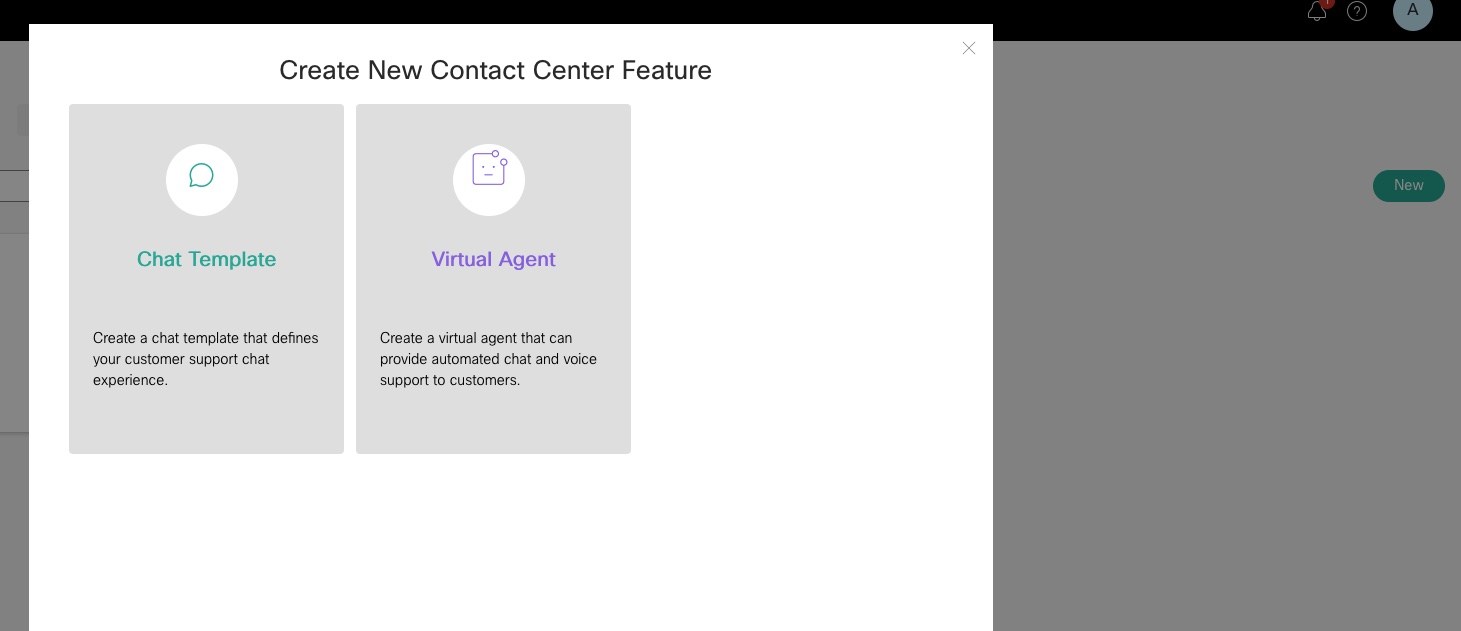 ?
A
Create New Contact Center Feature
New
Chat Template
Virtual Agent
Create a chat template that defines
your customer support chat
experience.
Create a virtual agent that can
provide automated chat and voice
support to customers.